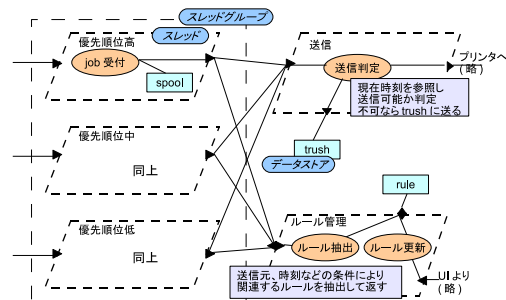 スレッドグループ
優先順位高
スレッド
job 受付
spool
優先順位中
同上
優先順位低
同上
送信
送信判定
プリンタへ
(略)
現在時刻を参照し
送信可能か判定
不可なら trush に送る
trush
データストア
rule
ルール管理
ルール抽出
ルール更新
UI より
(略)
送信元、時刻などの条件により
関連するルールを抽出して返す